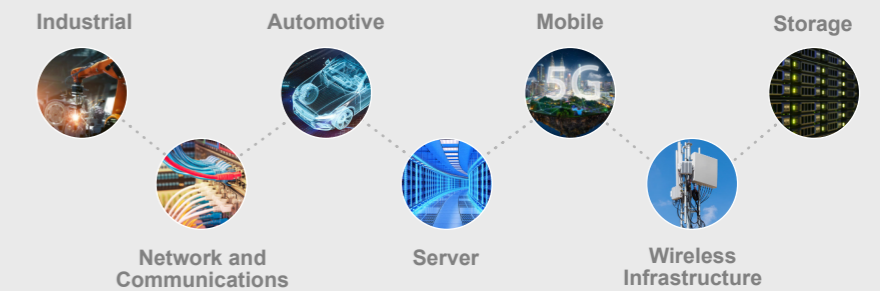 Industrial
Automotive
Mobile
Storage
5G
Network and
Communications
Server
Wireless
Infrastructure